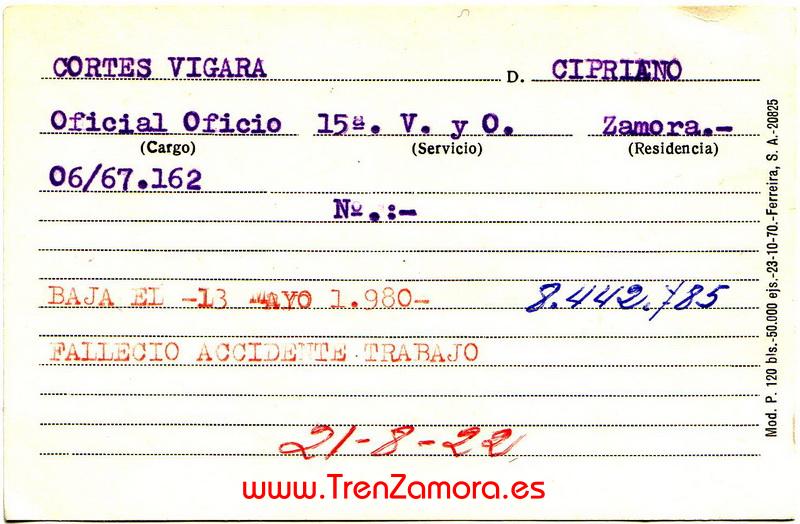 CORTES VIGARA D. CIPRIANO
Oficial Oficio 15ª. V. y O. Zamora.-
(Cargo) (Servicio) (Residencia)
06/67.162
Nº.:-
BAJA EL -13 MAYO 1.980- 8.442.785
FALLECIO ACCIDENTE TRABAJO
21-8-22
www.TrenZamora.es
Mod. P. 120 bls.-50.000 ejs.-23-10-70.-Ferreira, S. A.-20825